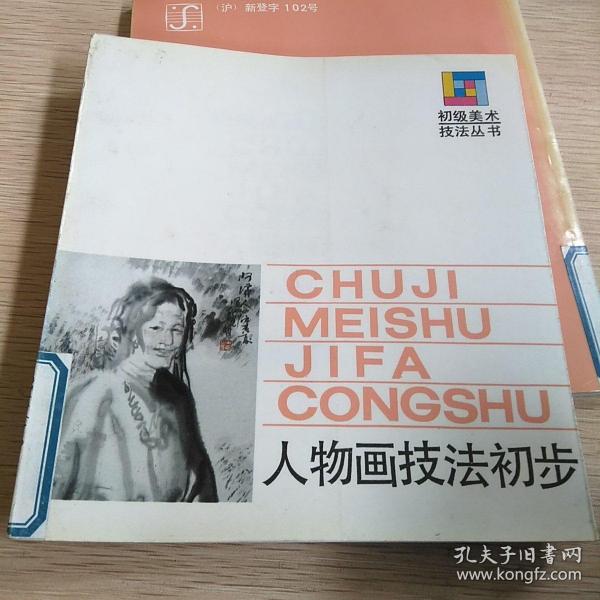 (沪) 新登字 102号
初级美术
技法丛书
CHUJI
MEISHU
JIFA
CONGSHU
人物画技法初步
孔夫子旧书网
www.kongfz.com